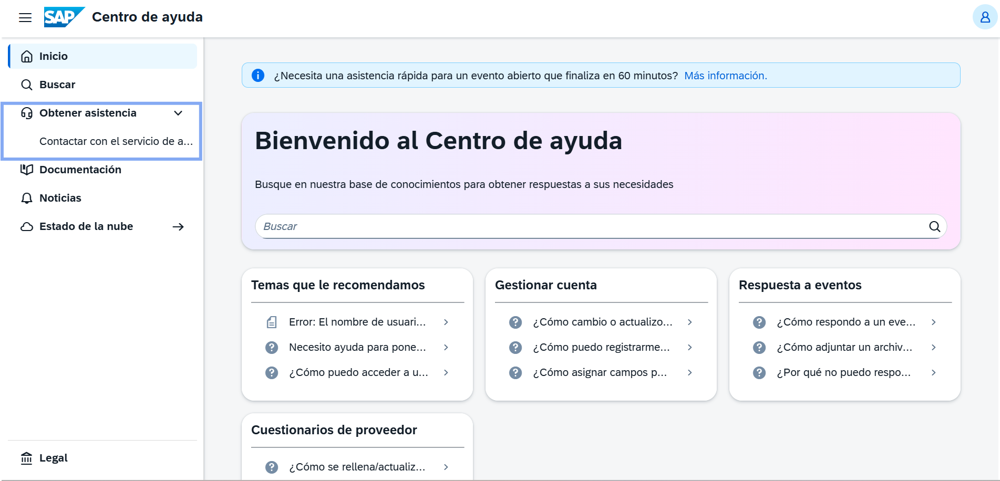 SAP Centro de ayuda
Inicio
Buscar
Obtener asistencia
Contactar con el servicio de a...
Documentación
Noticias
Estado de la nube
Legal
¿Necesita una asistencia rápida para un evento abierto que finaliza en 60 minutos? Más información.
Bienvenido al Centro de ayuda
Busque en nuestra base de conocimientos para obtener respuestas a sus necesidades
Buscar
Temas que le recomendamos
Error: El nombre de usuari...
Necesito ayuda para pone...
¿Cómo puedo acceder a u...
Gestionar cuenta
¿Cómo cambio o actualizo...
¿Cómo puedo registrarme...
¿Cómo asignar campos p...
Respuesta a eventos
¿Cómo respondo a un eve...
¿Cómo adjuntar un archiv...
¿Por qué no puedo respo...
Cuestionarios de proveedor
¿Cómo se rellena/actualiz...